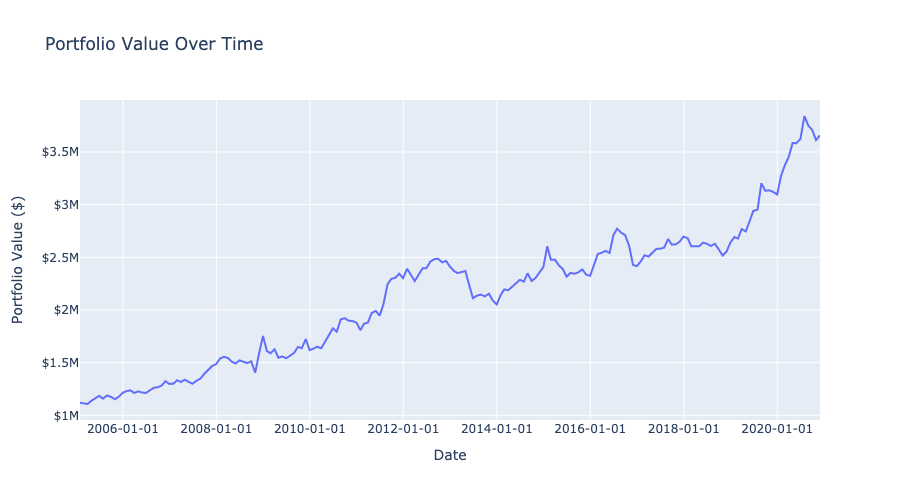 Portfolio Value Over Time
Portfolio Value ($)
$3.5M
$3M
$2.5M
$2M
$1.5M
$1M
2006-01-01 2008-01-01 2010-01-01 2012-01-01 2014-01-01 2016-01-01 2018-01-01 2020-01-01
Date